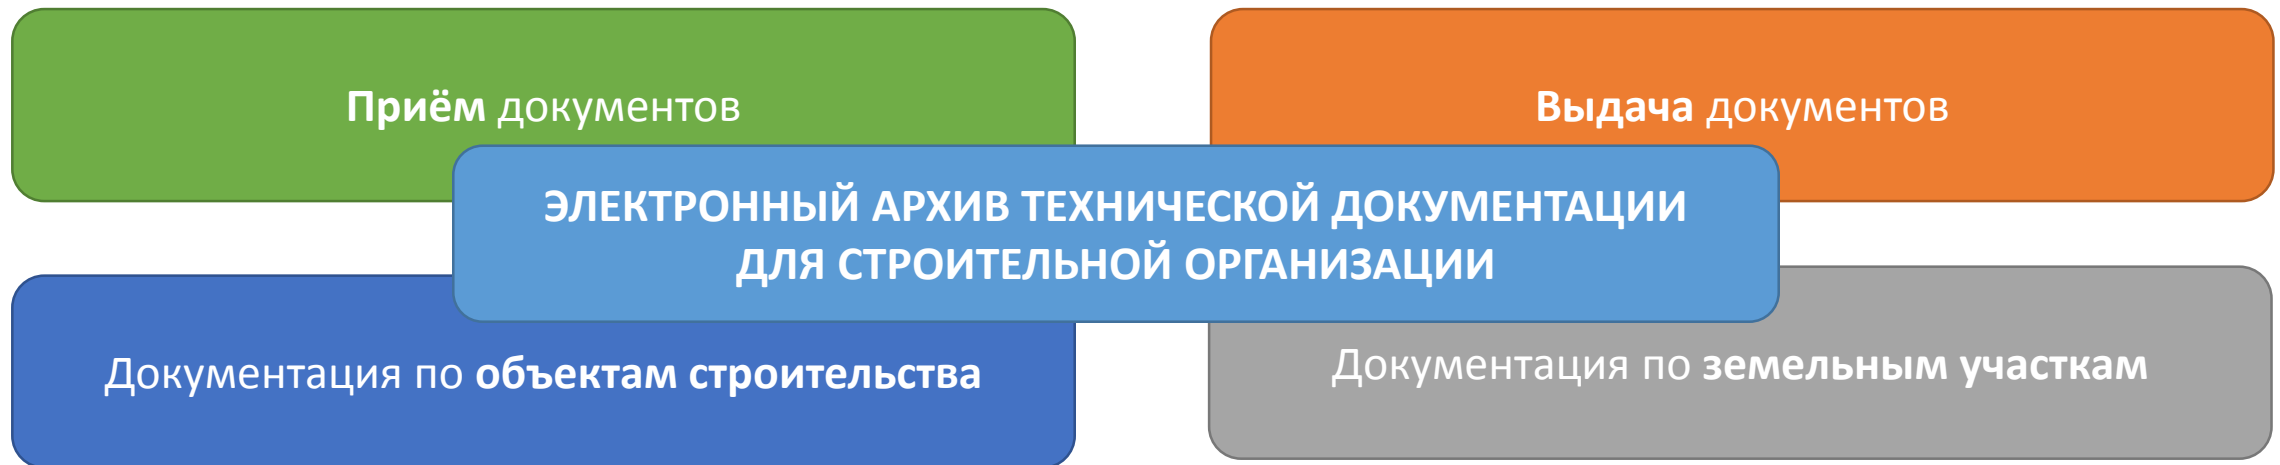 Приём документов
Выдача документов
ЭЛЕКТРОННЫЙ АРХИВ ТЕХНИЧЕСКОЙ ДОКУМЕНТАЦИИ
ДЛЯ СТРОИТЕЛЬНОЙ ОРГАНИЗАЦИИ
Документация по объектам строительства
Документация по земельным участкам